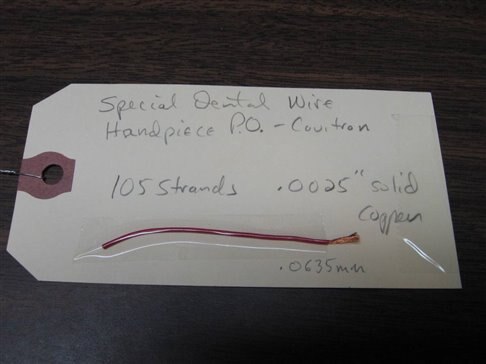 Special Dental Wire
Handpiece P.O. - Cavitron
105 Strands .0025" solid
Copper
.0635mm